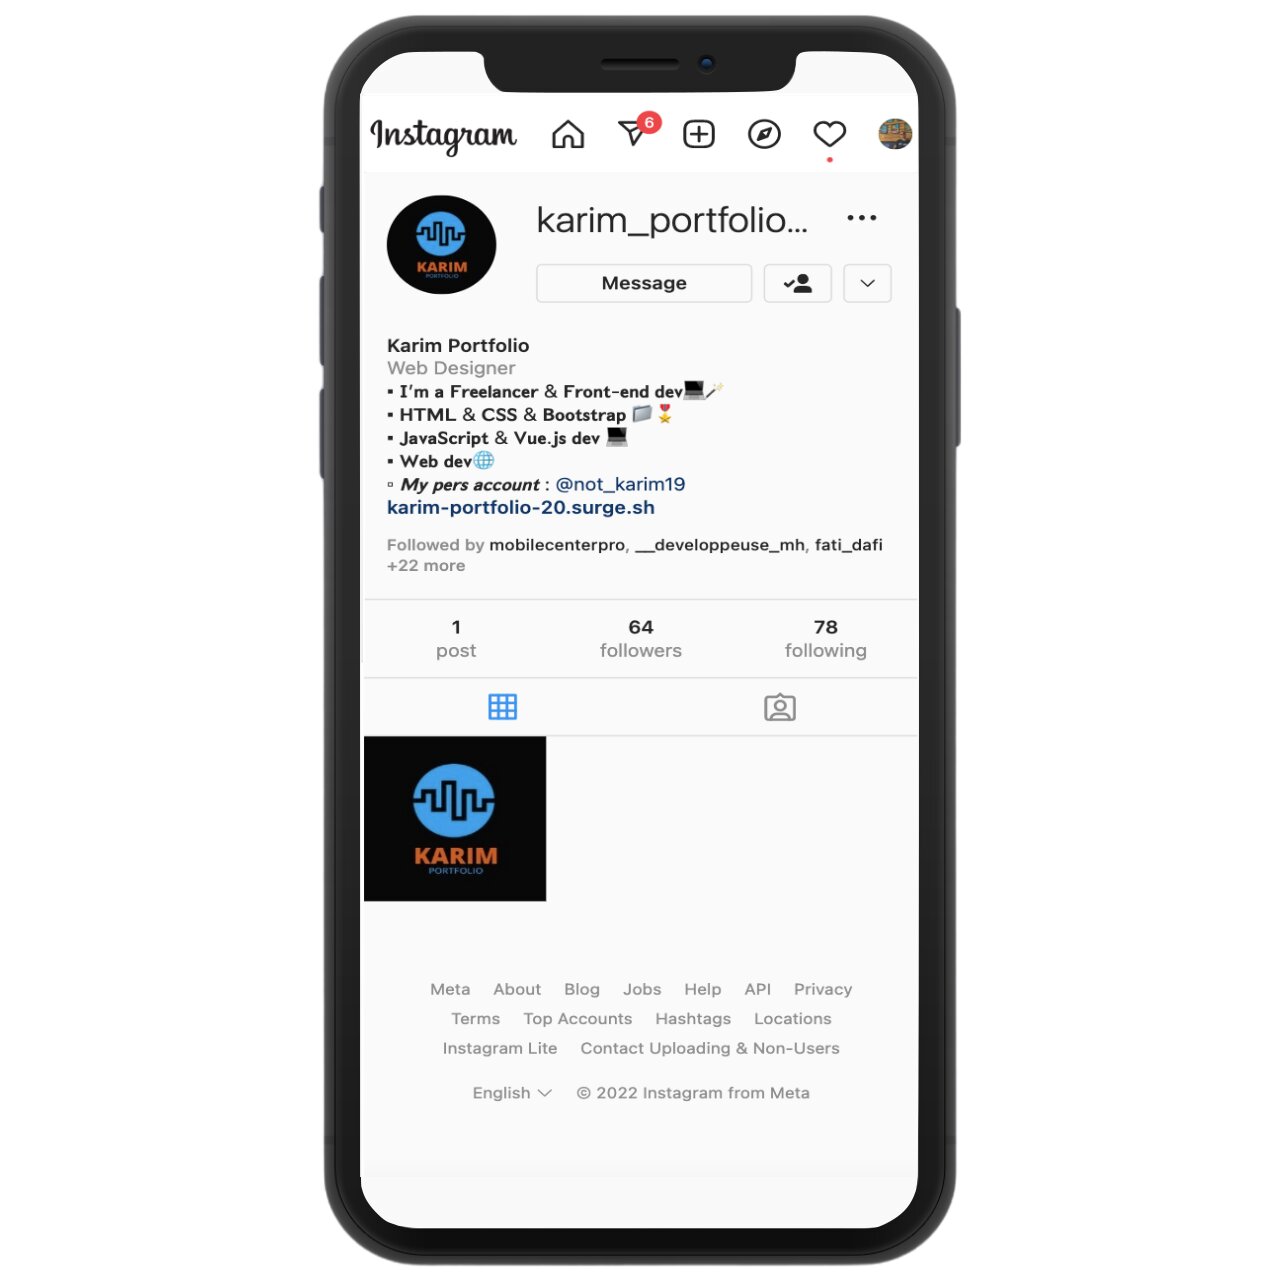 Instagram
6
karim_portfolio...
KARIM
PORTFOLIO
Message
Karim Portfolio
Web Designer
▪ I'm a Freelancer & Front-end dev💻🪄
▪ HTML & CSS & Bootstrap 📁🎖
▪ JavaScript & Vue.js dev 💻
▪ Web dev🌐
▫ My pers account : @not_karim19
karim-portfolio-20.surge.sh
Followed by mobilecenterpro, __developpeuse_mh, fati_dafi
+22 more
1 64 78
post followers following
KARIM
PORTFOLIO
Meta About Blog Jobs Help API Privacy
Terms Top Accounts Hashtags Locations
Instagram Lite Contact Uploading & Non-Users
English © 2022 Instagram from Meta